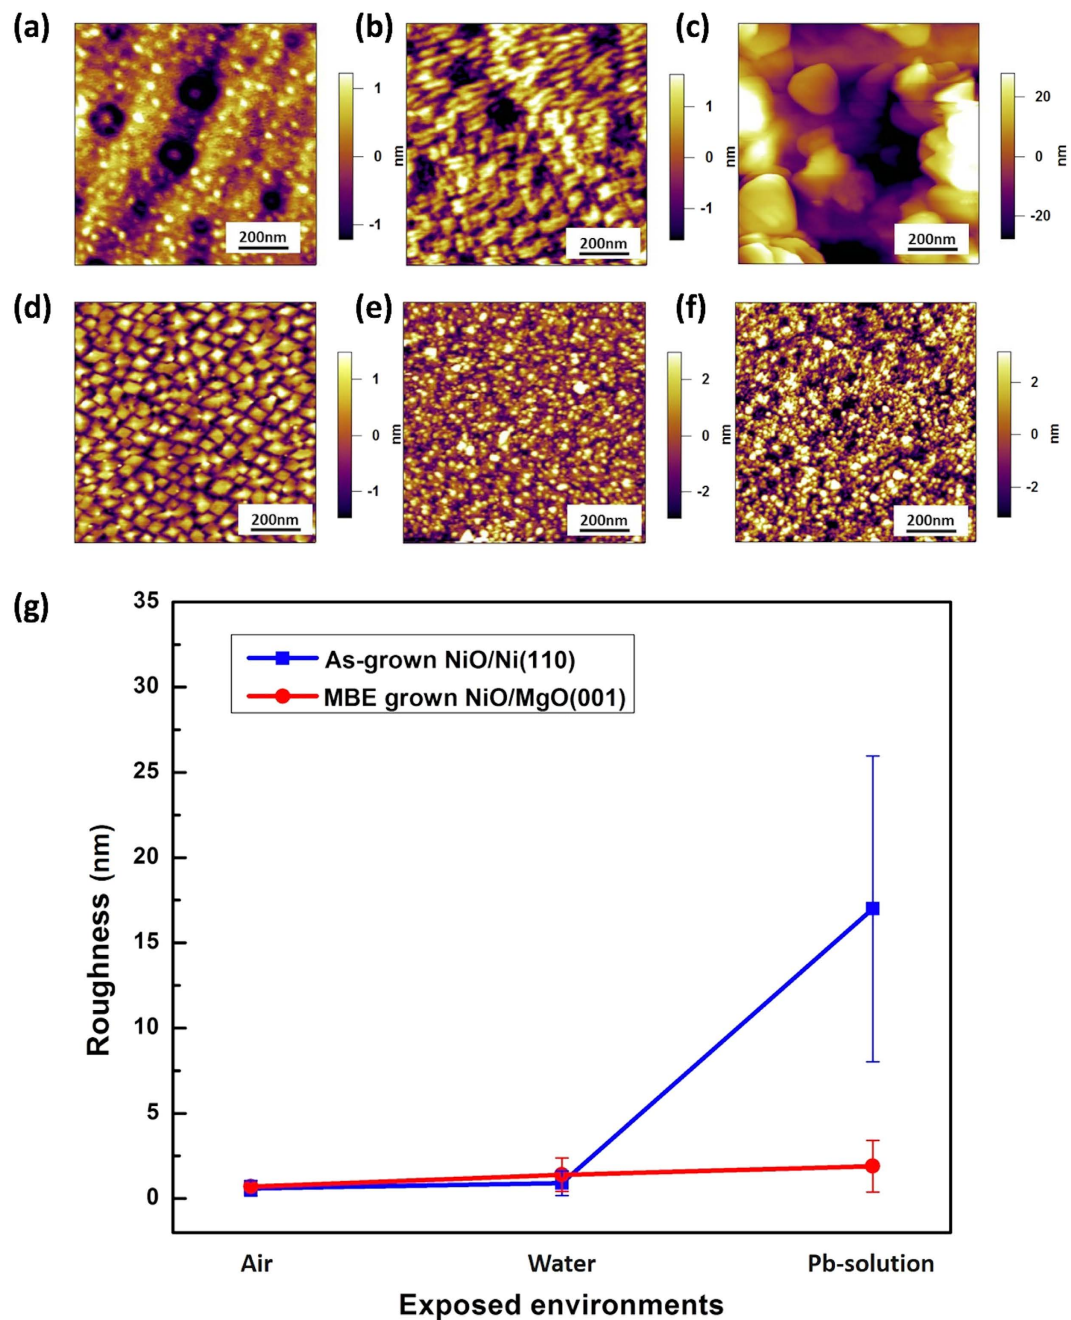 (a)
1
0
-1
nm
200nm
(b)
1
0
-1
nm
200nm
(c)
20
0
-20
nm
200nm
(d)
1
0
-1
nm
200nm
(e)
2
0
-2
nm
200nm
(f)
2
0
-2
nm
200nm
(g)
35
30
25
20
15
10
5
0
Roughness (nm)
As-grown NiO/Ni(110)
MBE grown NiO/MgO(001)
Air Water Pb-solution
Exposed environments